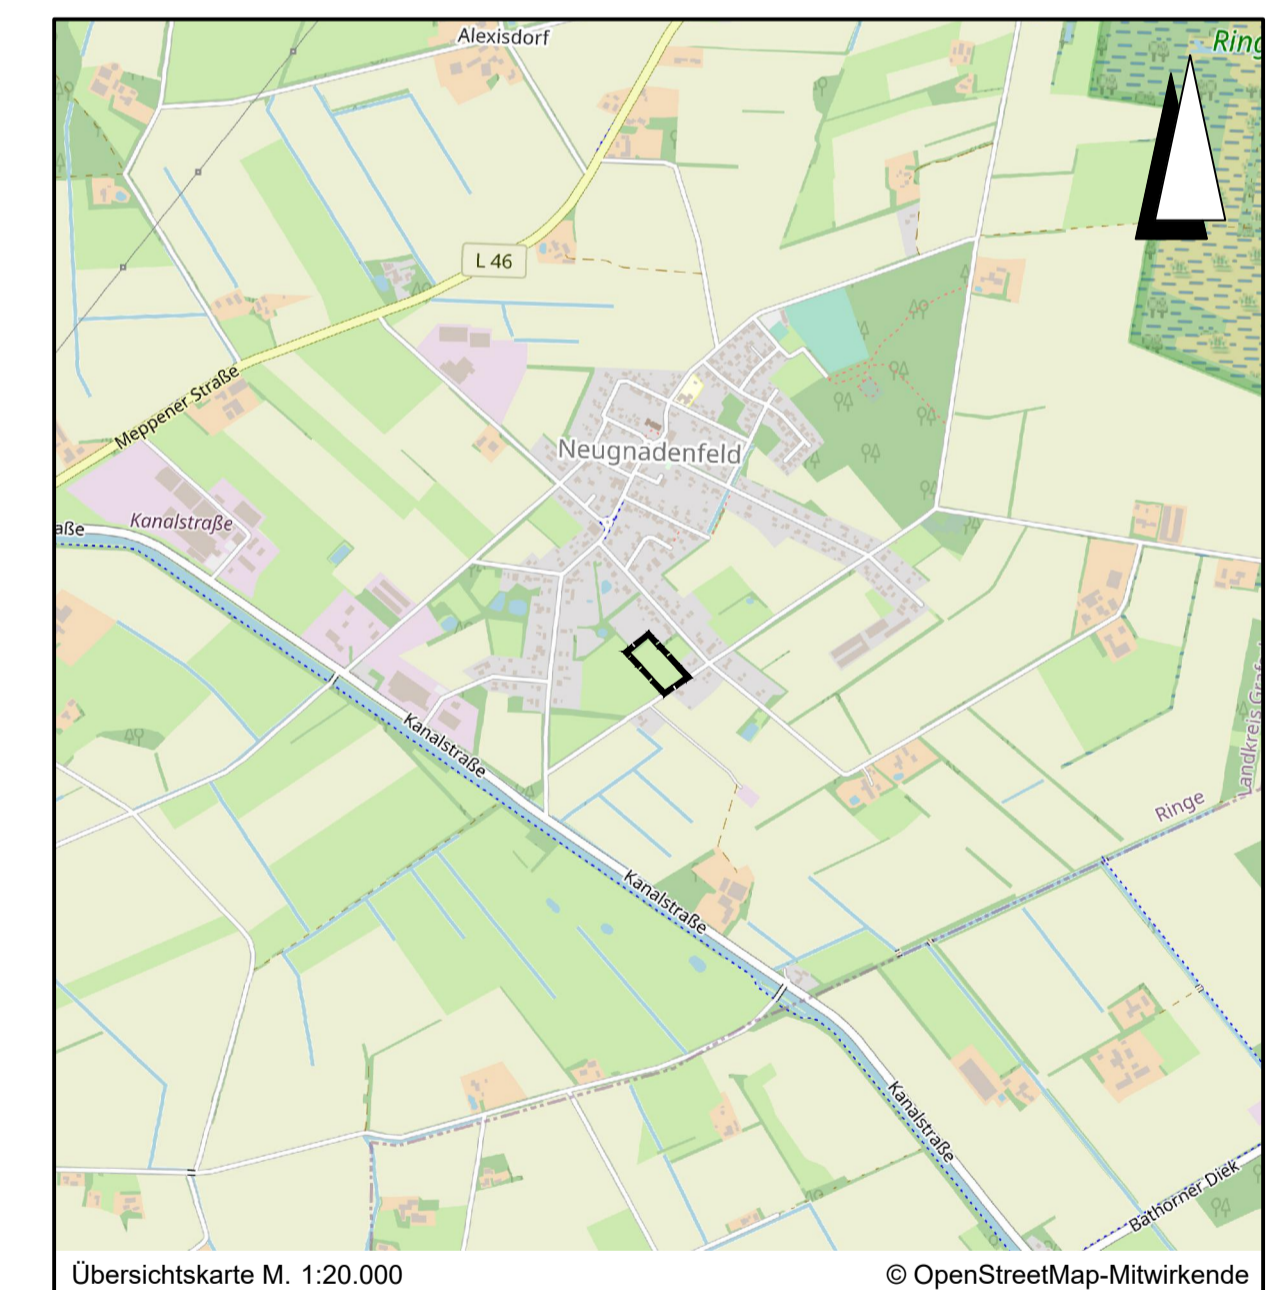 Alexisdorf
Ring
L 46
Meppener Straße
Neugnadenfeld
Kanalstraße
aße
Kanalstraße
Landkreis Graf
Ringe
Kanalstraße
Kanalstraße
Bathorner Diek
Übersichtskarte M. 1:20.000
© OpenStreetMap-Mitwirkende